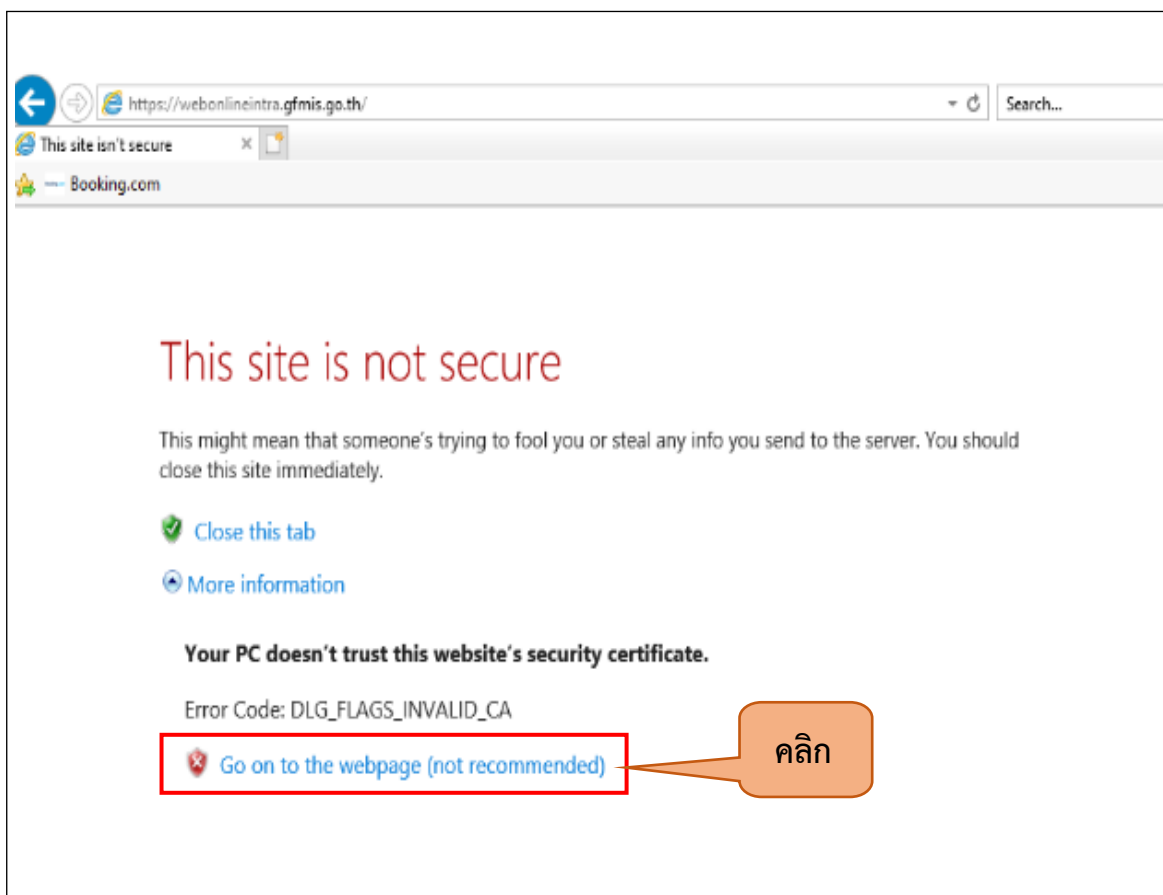 https://webonlineintra.gfmis.go.th/
Search...
This site isn't secure
Booking.com
This site is not secure
This might mean that someone's trying to fool you or steal any info you send to the server. You should
close this site immediately.
Close this tab
More information
Your PC doesn't trust this website's security certificate.
Error Code: DLG_FLAGS_INVALID_CA
Go on to the webpage (not recommended)
คลิก